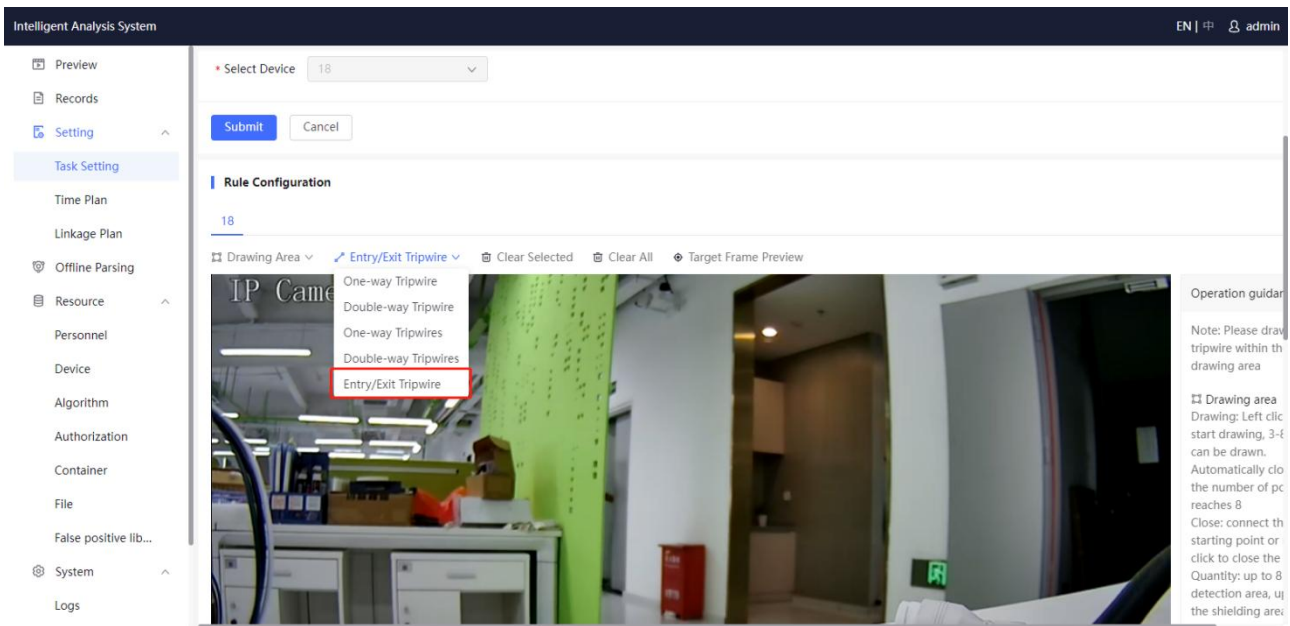 Intelligent Analysis System
EN | 中 admin
Preview
Records
Setting
Task Setting
Time Plan
Linkage Plan
Offline Parsing
Resource
Personnel
Device
Algorithm
Authorization
Container
File
False positive lib...
System
Logs
* Select Device 18
Submit Cancel
Rule Configuration
18
Drawing Area Entry/Exit Tripwire Clear Selected Clear All Target Frame Preview
One-way Tripwire
Double-way Tripwire
One-way Tripwires
Double-way Tripwires
Entry/Exit Tripwire
IP Came
Operation guidan
Note: Please draw
tripwire within th
drawing area
Drawing area
Drawing: Left clic
start drawing, 3-8
can be drawn.
Automatically clo
the number of po
reaches 8
Close: connect th
starting point or
click to close the
Quantity: up to 8
detection area, up
the shielding area